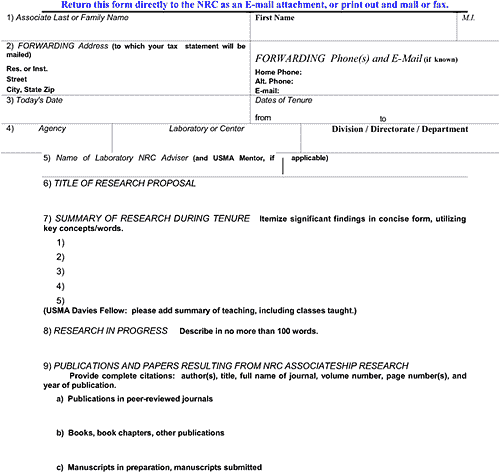 Return this form directly to the NRC as an E-mail attachment, or print out and mail or fax.
1) Associate Last or Family Name First Name M.I.
2) FORWARDING Address (to which your tax statement will be mailed)
Res. or Inst.
Street
City, State Zip
FORWARDING Phone(s) and E-Mail (if known)
Home Phone:
Alt. Phone:
E-mail:
3) Today's Date Dates of Tenure
from to
4) Agency Laboratory or Center Division / Directorate / Department
5) Name of Laboratory NRC Adviser (and USMA Mentor, if applicable)
6) TITLE OF RESEARCH PROPOSAL
7) SUMMARY OF RESEARCH DURING TENURE Itemize significant findings in concise form, utilizing
key concepts/words.
1)
2)
3)
4)
5)
(USMA Davies Fellow: please add summary of teaching, including classes taught.)
8) RESEARCH IN PROGRESS Describe in no more than 100 words.
9) PUBLICATIONS AND PAPERS RESULTING FROM NRC ASSOCIATESHIP RESEARCH
Provide complete citations: author(s), title, full name of journal, volume number, page number(s), and
year of publication.
a) Publications in peer-reviewed journals
b) Books, book chapters, other publications
c) Manuscripts in preparation, manuscripts submitted